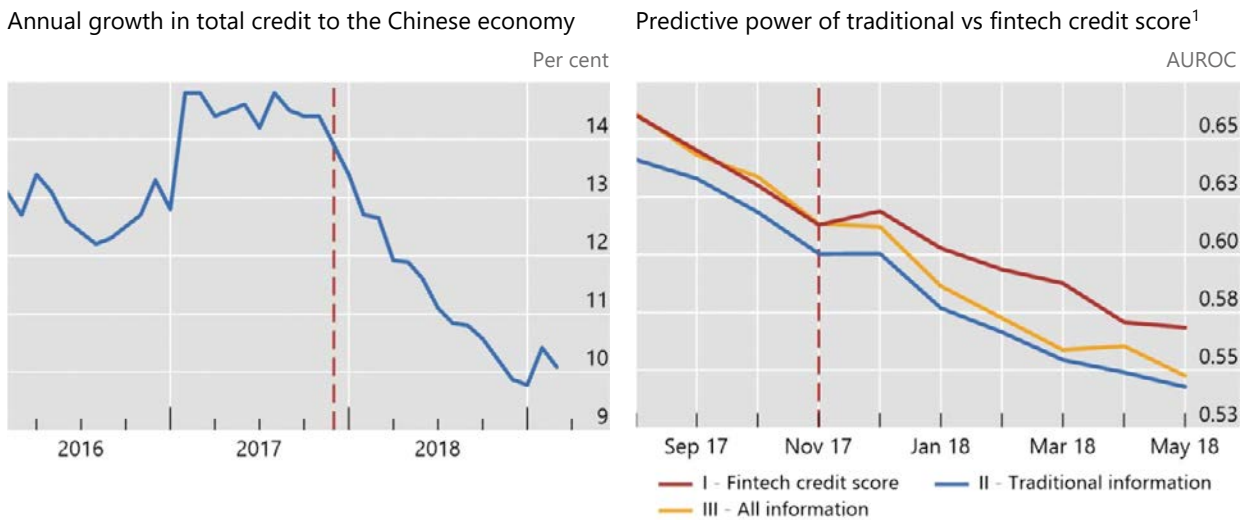 Annual growth in total credit to the Chinese economy
Per cent
14
13
12
11
10
9
2016 2017 2018
Predictive power of traditional vs fintech credit score1
AUROC
0.65
0.63
0.60
0.58
0.55
0.53
Sep 17 Nov 17 Jan 18 Mar 18 May 18
I - Fintech credit score II - Traditional information
III - All information